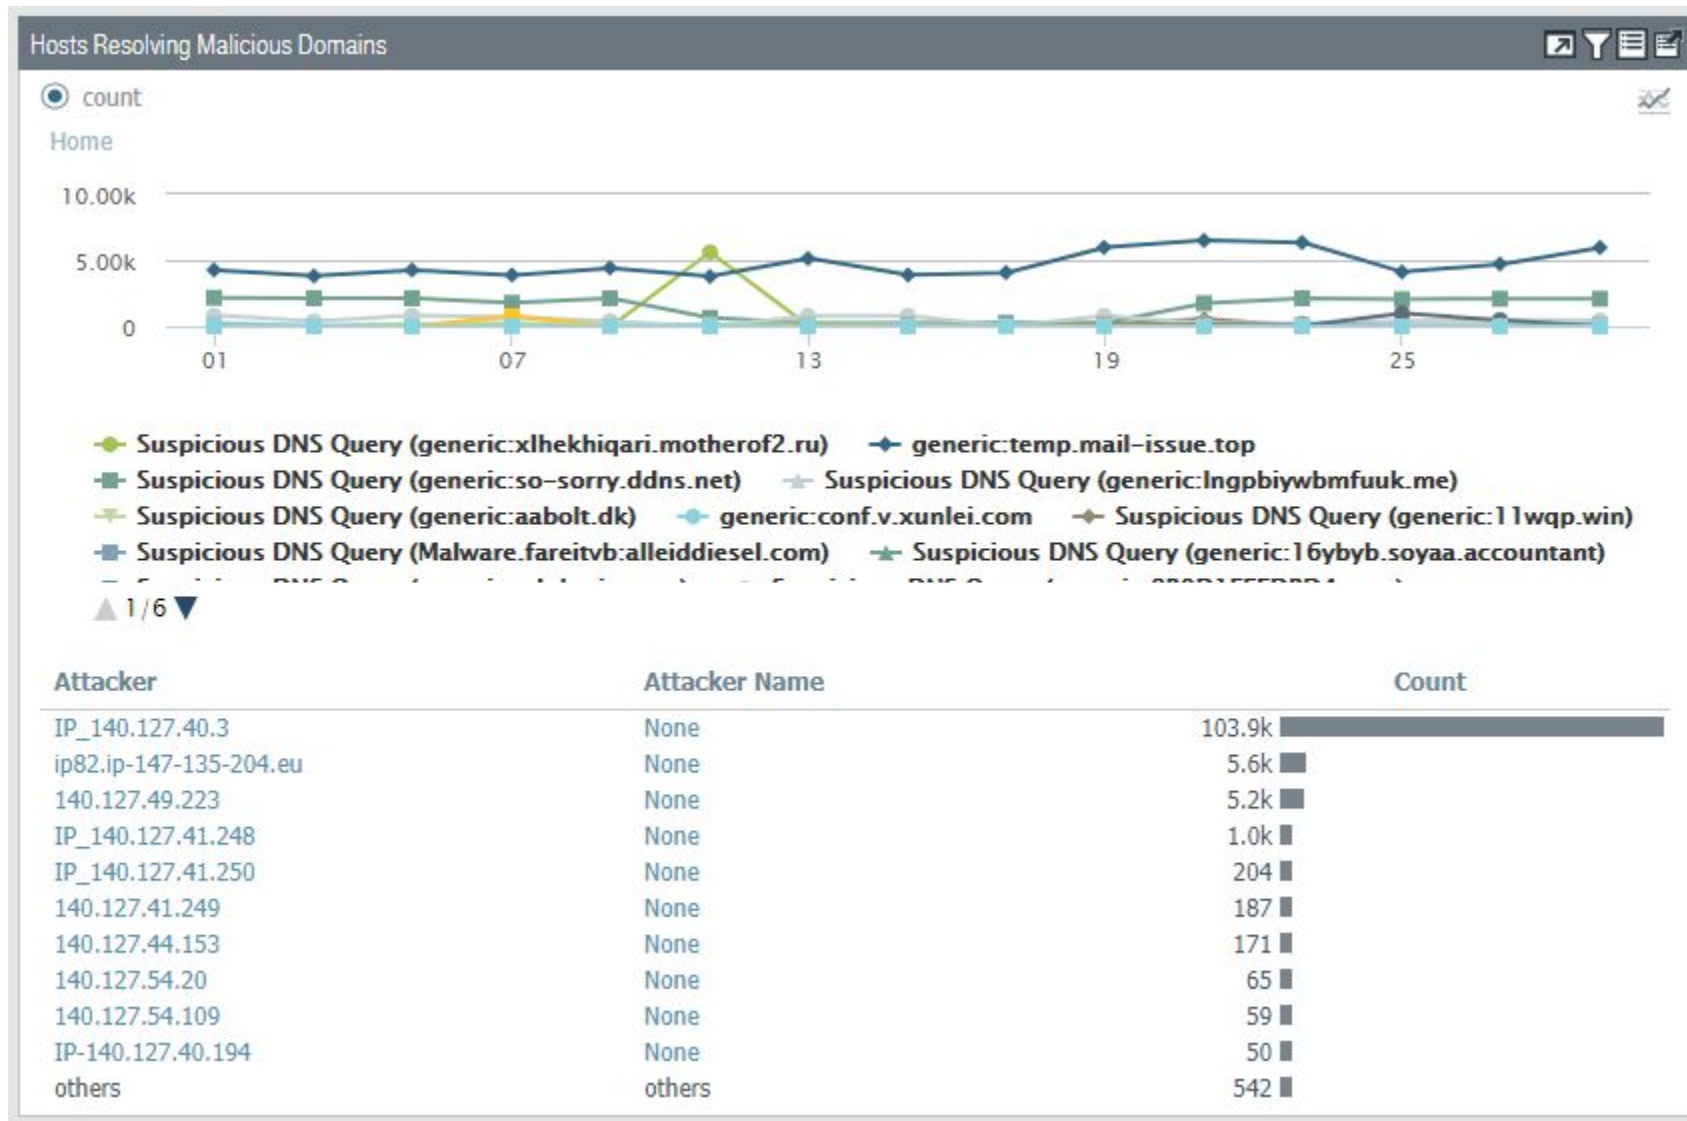 Hosts Resolving Malicious Domains
count
Home
10.00k
5.00k
0
01 07 13 19 25
Suspicious DNS Query (generic:xlhekhiqari.motherof2.ru) generic:temp.mail-issue.top
Suspicious DNS Query (generic:so-sorry.ddns.net) Suspicious DNS Query (generic:lngpbiywbmfuuk.me)
Suspicious DNS Query (generic:aabolt.dk) generic:conf.v.xunlei.com Suspicious DNS Query (generic:11wqp.win)
Suspicious DNS Query (Malware.fareitvb:alleiddiesel.com) Suspicious DNS Query (generic:16ybyb.soyaa.accountant)
1/6
Attacker Attacker Name Count
IP_140.127.40.3 None 103.9k
ip82.ip-147-135-204.eu None 5.6k
140.127.49.223 None 5.2k
IP_140.127.41.248 None 1.0k
IP_140.127.41.250 None 204
140.127.41.249 None 187
140.127.44.153 None 171
140.127.54.20 None 65
140.127.54.109 None 59
IP-140.127.40.194 None 50
others others 542